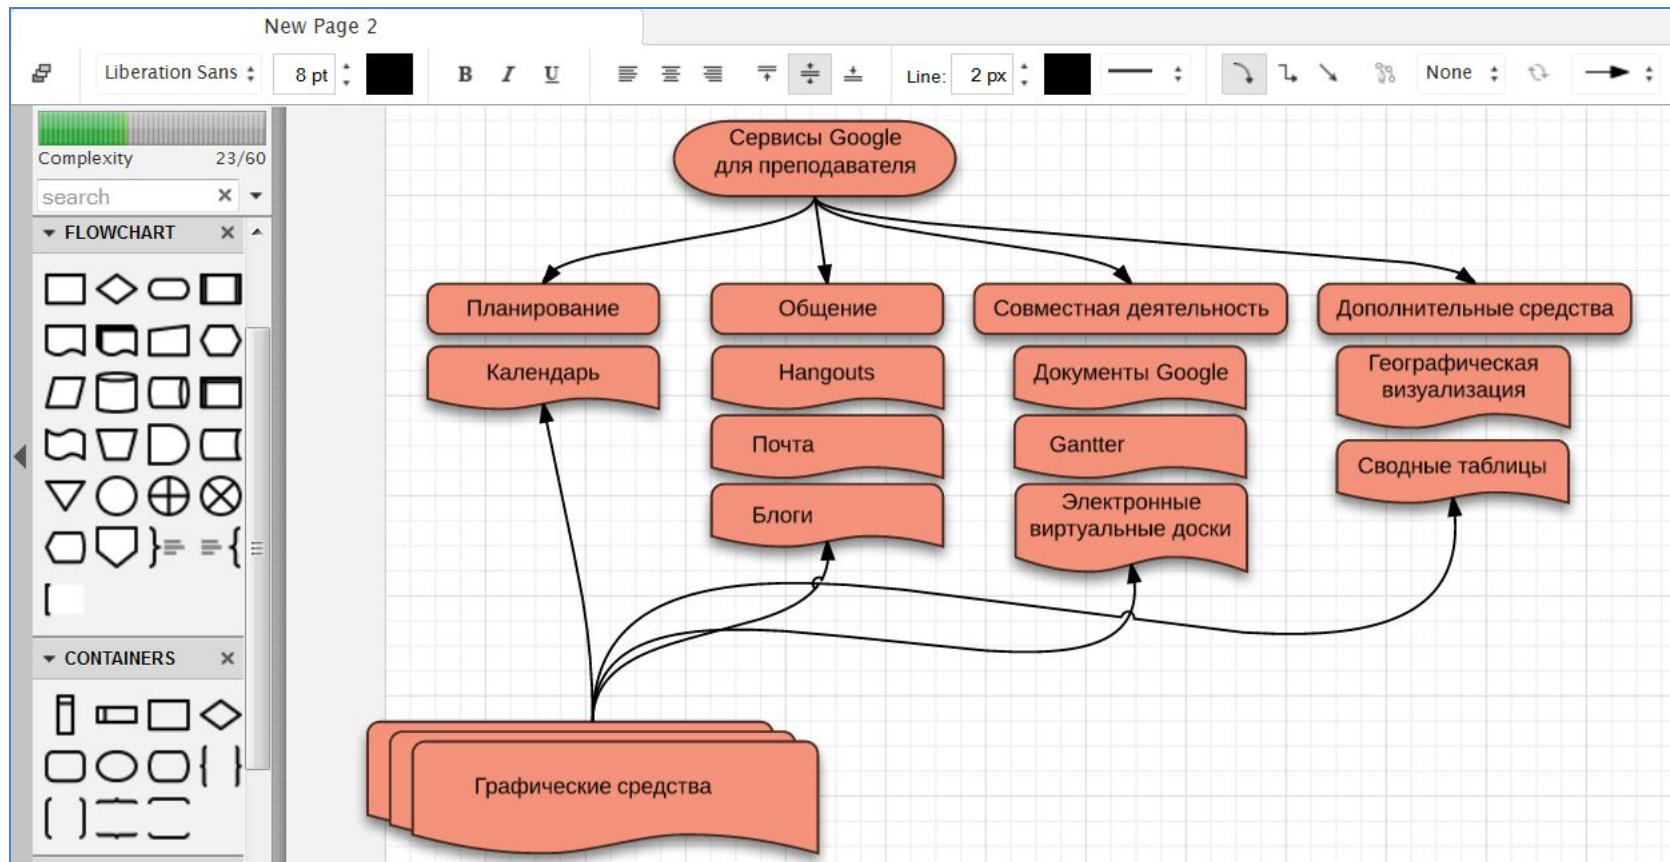 New Page 2
Liberation Sans 8 pt B I U Line: 2 px None
Complexity 23/60
search
FLOWCHART
CONTAINERS
Сервисы Google
для преподавателя
Планирование
Календарь
Общение
Hangouts
Почта
Блоги
Совместная деятельность
Документы Google
Gantter
Электронные
виртуальные доски
Дополнительные средства
Географическая
визуализация
Сводные таблицы
Графические средства